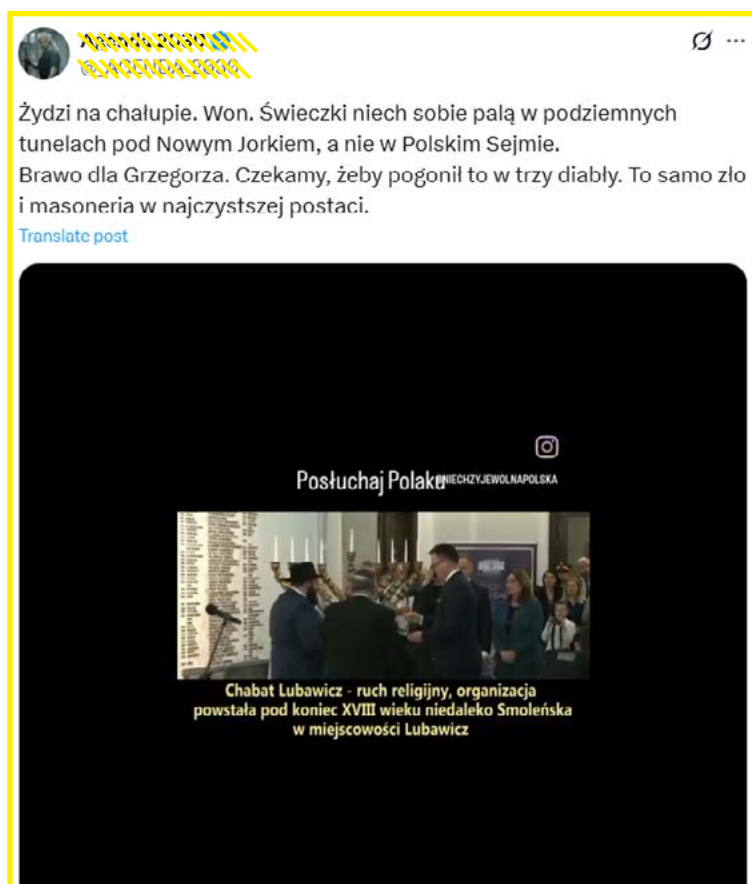 Żydzi na chałupie. Won. Świeczki niech sobie palą w podziemnych
tunelach pod Nowym Jorkiem, a nie w Polskim Sejmie.
Brawo dla Grzegorza. Czekamy, żeby pogonił to w trzy diabły. To samo zło
i masoneria w najczystszej postaci.
Translate post
Posłuchaj Polaku
@NIECHZYJEWOLNAPOLSKA
Chabat Lubawicz - ruch religijny, organizacja
powstała pod koniec XVIII wieku niedaleko Smoleńska
w miejscowości Lubawicz